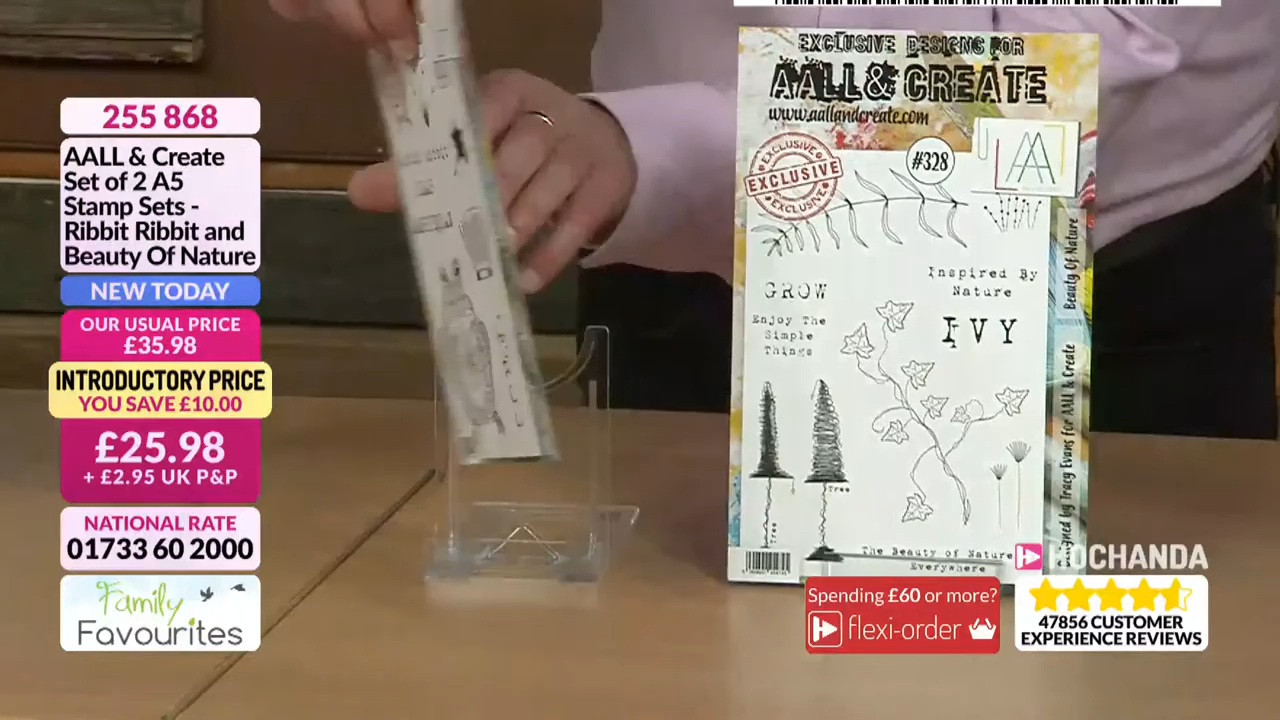 255 868
AALL & Create
Set of 2 A5
Stamp Sets -
Ribbit Ribbit and
Beauty Of Nature
NEW TODAY
OUR USUAL PRICE
£35.98
INTRODUCTORY PRICE
YOU SAVE £10.00
£25.98
+ £2.95 UK P&P
NATIONAL RATE
01733 60 2000
Family
Favourites
EXCLUSIVE DESIGNS FOR
AALL & CREATE
www.aallandcreate.com
EXCLUSIVE
EXCLUSIVE
EXCLUSIVE
#328
AA
Beauty Of Nature
Inspired By
Nature
GROW
Enjoy The
Simple
Things
IVY
Tree
Tree
Designed by Tracy Evans for AALL & Create
The Beauty of Nature
Everywhere
HOCHANDA
Spending £60 or more?
flexi-order
47856 CUSTOMER
EXPERIENCE REVIEWS